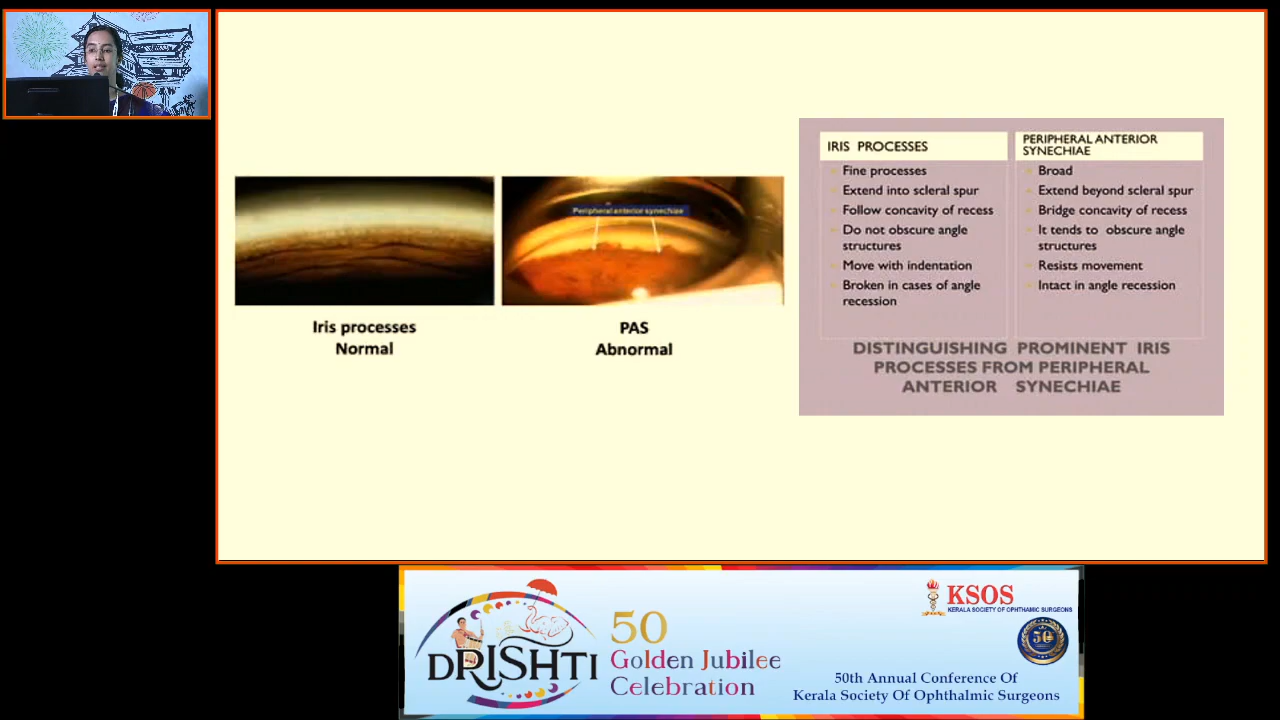 Peripheral anterior synechiae
Iris processes
Normal
PAS
Abnormal
IRIS PROCESSES
Fine processes
Extend into scleral spur
Follow concavity of recess
Do not obscure angle
structures
Move with indentation
Broken in cases of angle
recession
PERIPHERAL ANTERIOR
SYNECHIAE
Broad
Extend beyond scleral spur
Bridge concavity of recess
It tends to obscure angle
structures
Resists movement
Intact in angle recession
DISTINGUISHING PROMINENT IRIS
PROCESSES FROM PERIPHERAL
ANTERIOR SYNECHIAE
DRISHTI
50
Golden Jubilee
Celebration
KSOS
KERALA SOCIETY OF OPHTHAMIC SURGEONS
50
50th Annual Conference Of
Kerala Society Of Ophthalmic Surgeons